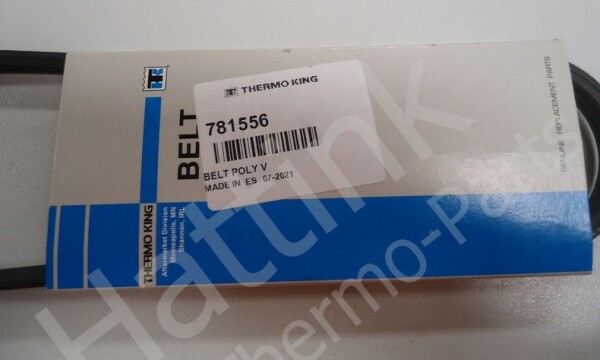 THERMO KING
781556
BELT POLY V
MADE IN ES 07-2021
BELT
THERMO KING
Aftermarket Division
Minneapolis, MN
Shannon, IRL
GENUINE REPLACEMENT PARTS
Hattink
Thermo-Parts